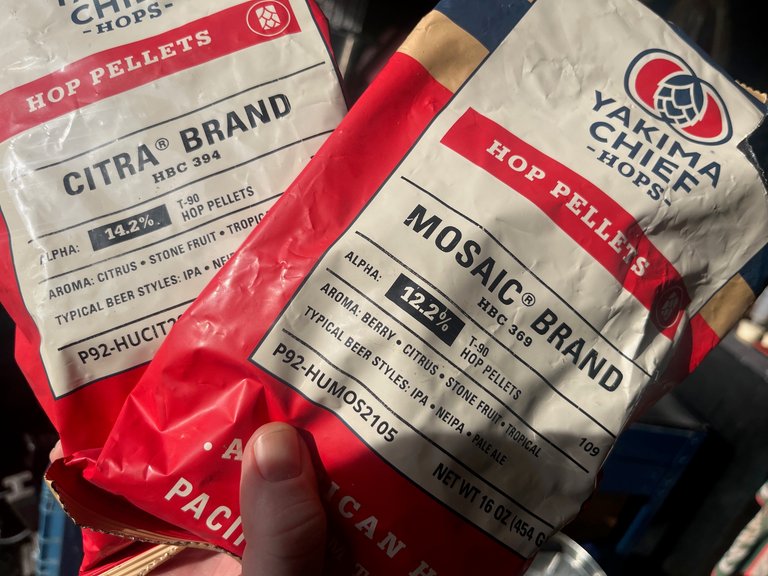 CHIEF
-HOPS-
HOP PELLETS
CITRA® BRAND
HBC 394
ALPHA: 14.2% T-90
HOP PELLETS
AROMA: CITRUS • STONE FRUIT • TROPIC
TYPICAL BEER STYLES: IPA • NEI
P92-HUCIT2
YAKIMA
CHIEF
-HOPS-
HOP PELLETS
MOSAIC® BRAND
HBC 369
ALPHA: 12.2% T-90
HOP PELLETS
AROMA: BERRY • CITRUS • STONE FRUIT • TROPICAL
TYPICAL BEER STYLES: IPA • NEIPA • PALE ALE
109
P92-HUMOS2105
NET WT 16 OZ (454 G
• A ICAN H
PACI